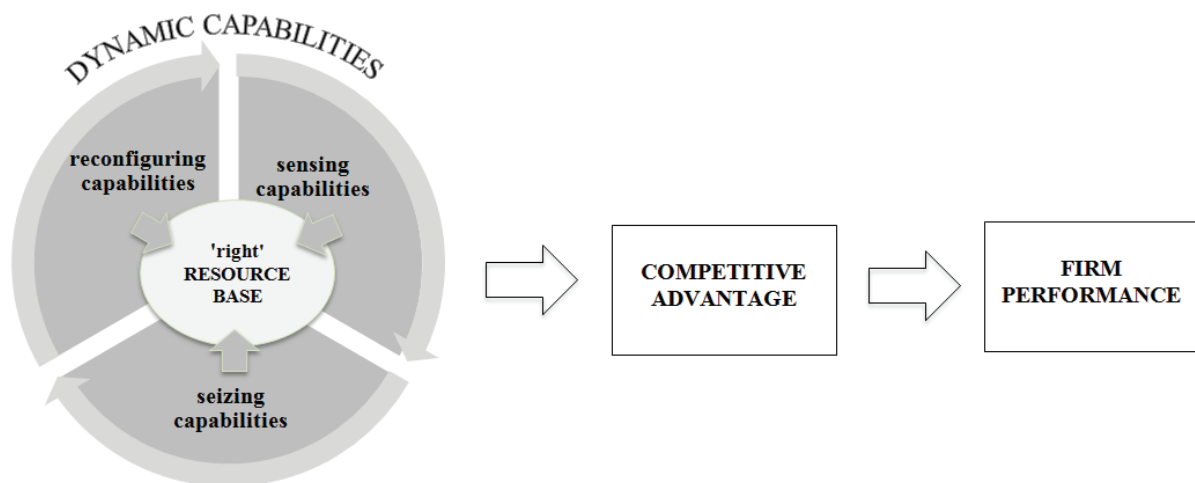 DYNAMIC CAPABILITIES
reconfiguring
capabilities
sensing
capabilities
'right'
RESOURCE
BASE
seizing
capabilities
COMPETITIVE
ADVANTAGE
FIRM
PERFORMANCE